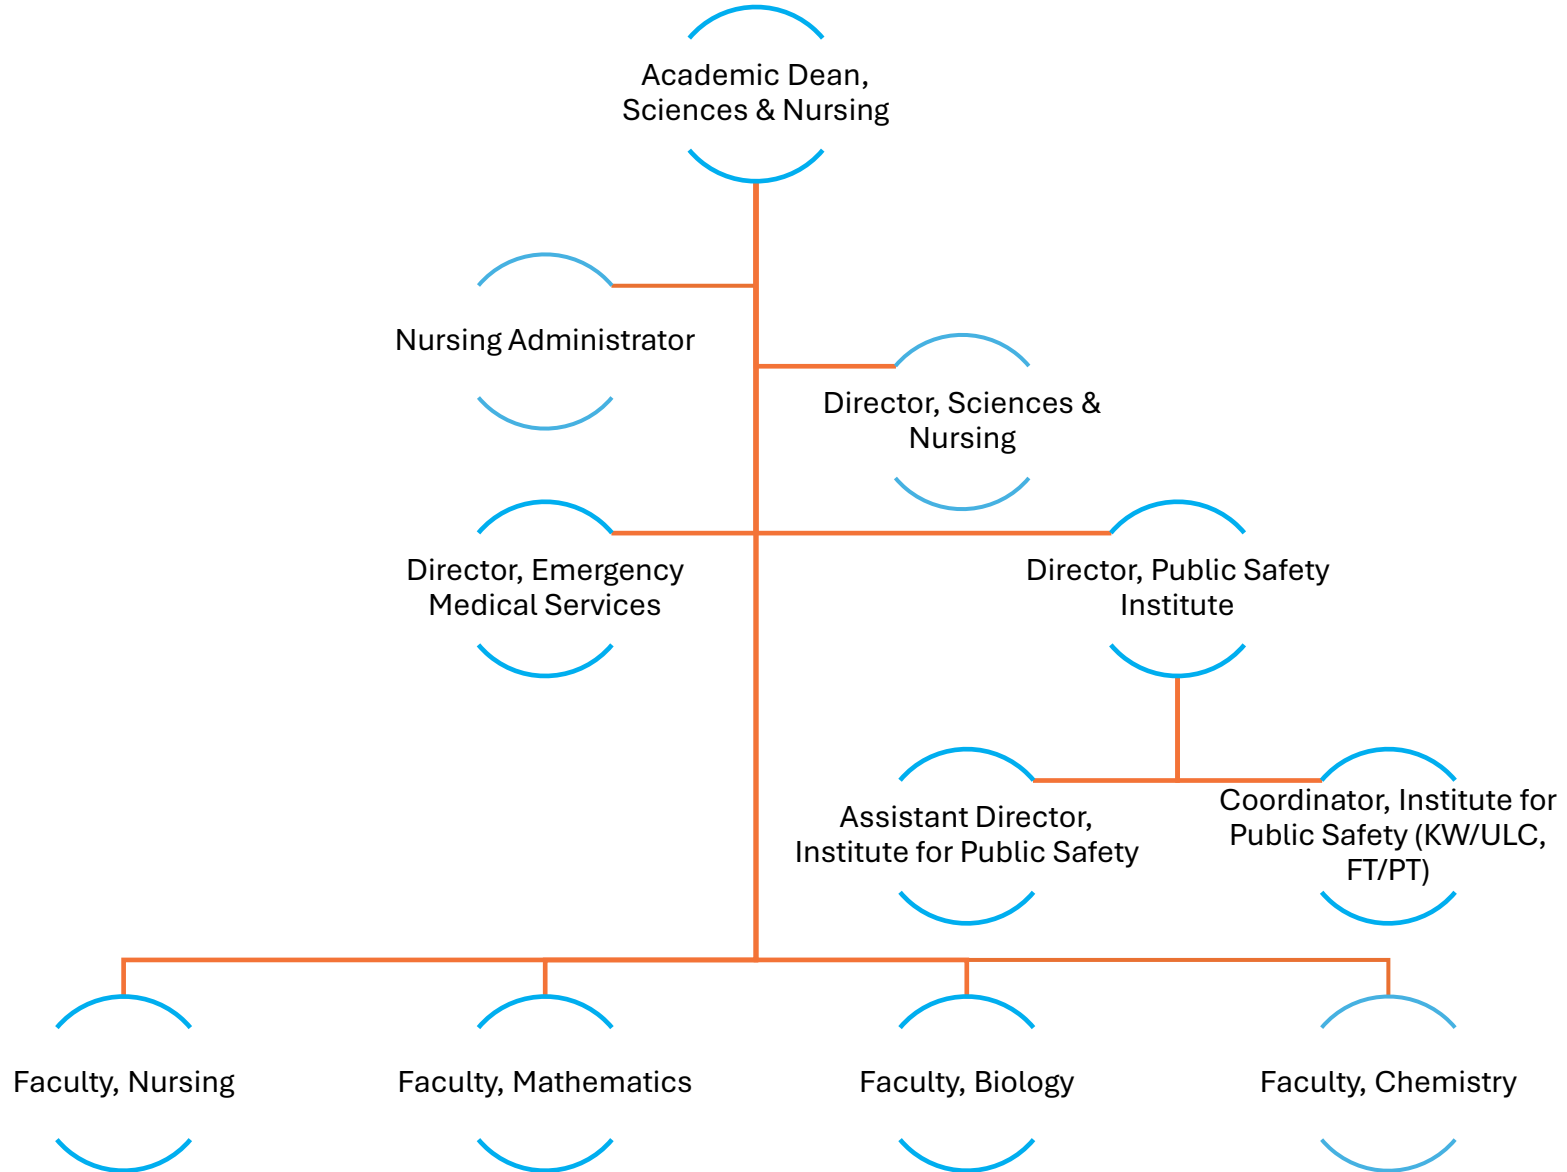 Academic Dean,
Sciences & Nursing
Nursing Administrator
Director, Sciences &
Nursing
Director, Emergency
Medical Services
Director, Public Safety
Institute
Assistant Director,
Institute for Public Safety
Coordinator, Institute for
Public Safety (KW/ULC,
FT/PT)
Faculty, Nursing
Faculty, Mathematics
Faculty, Biology
Faculty, Chemistry